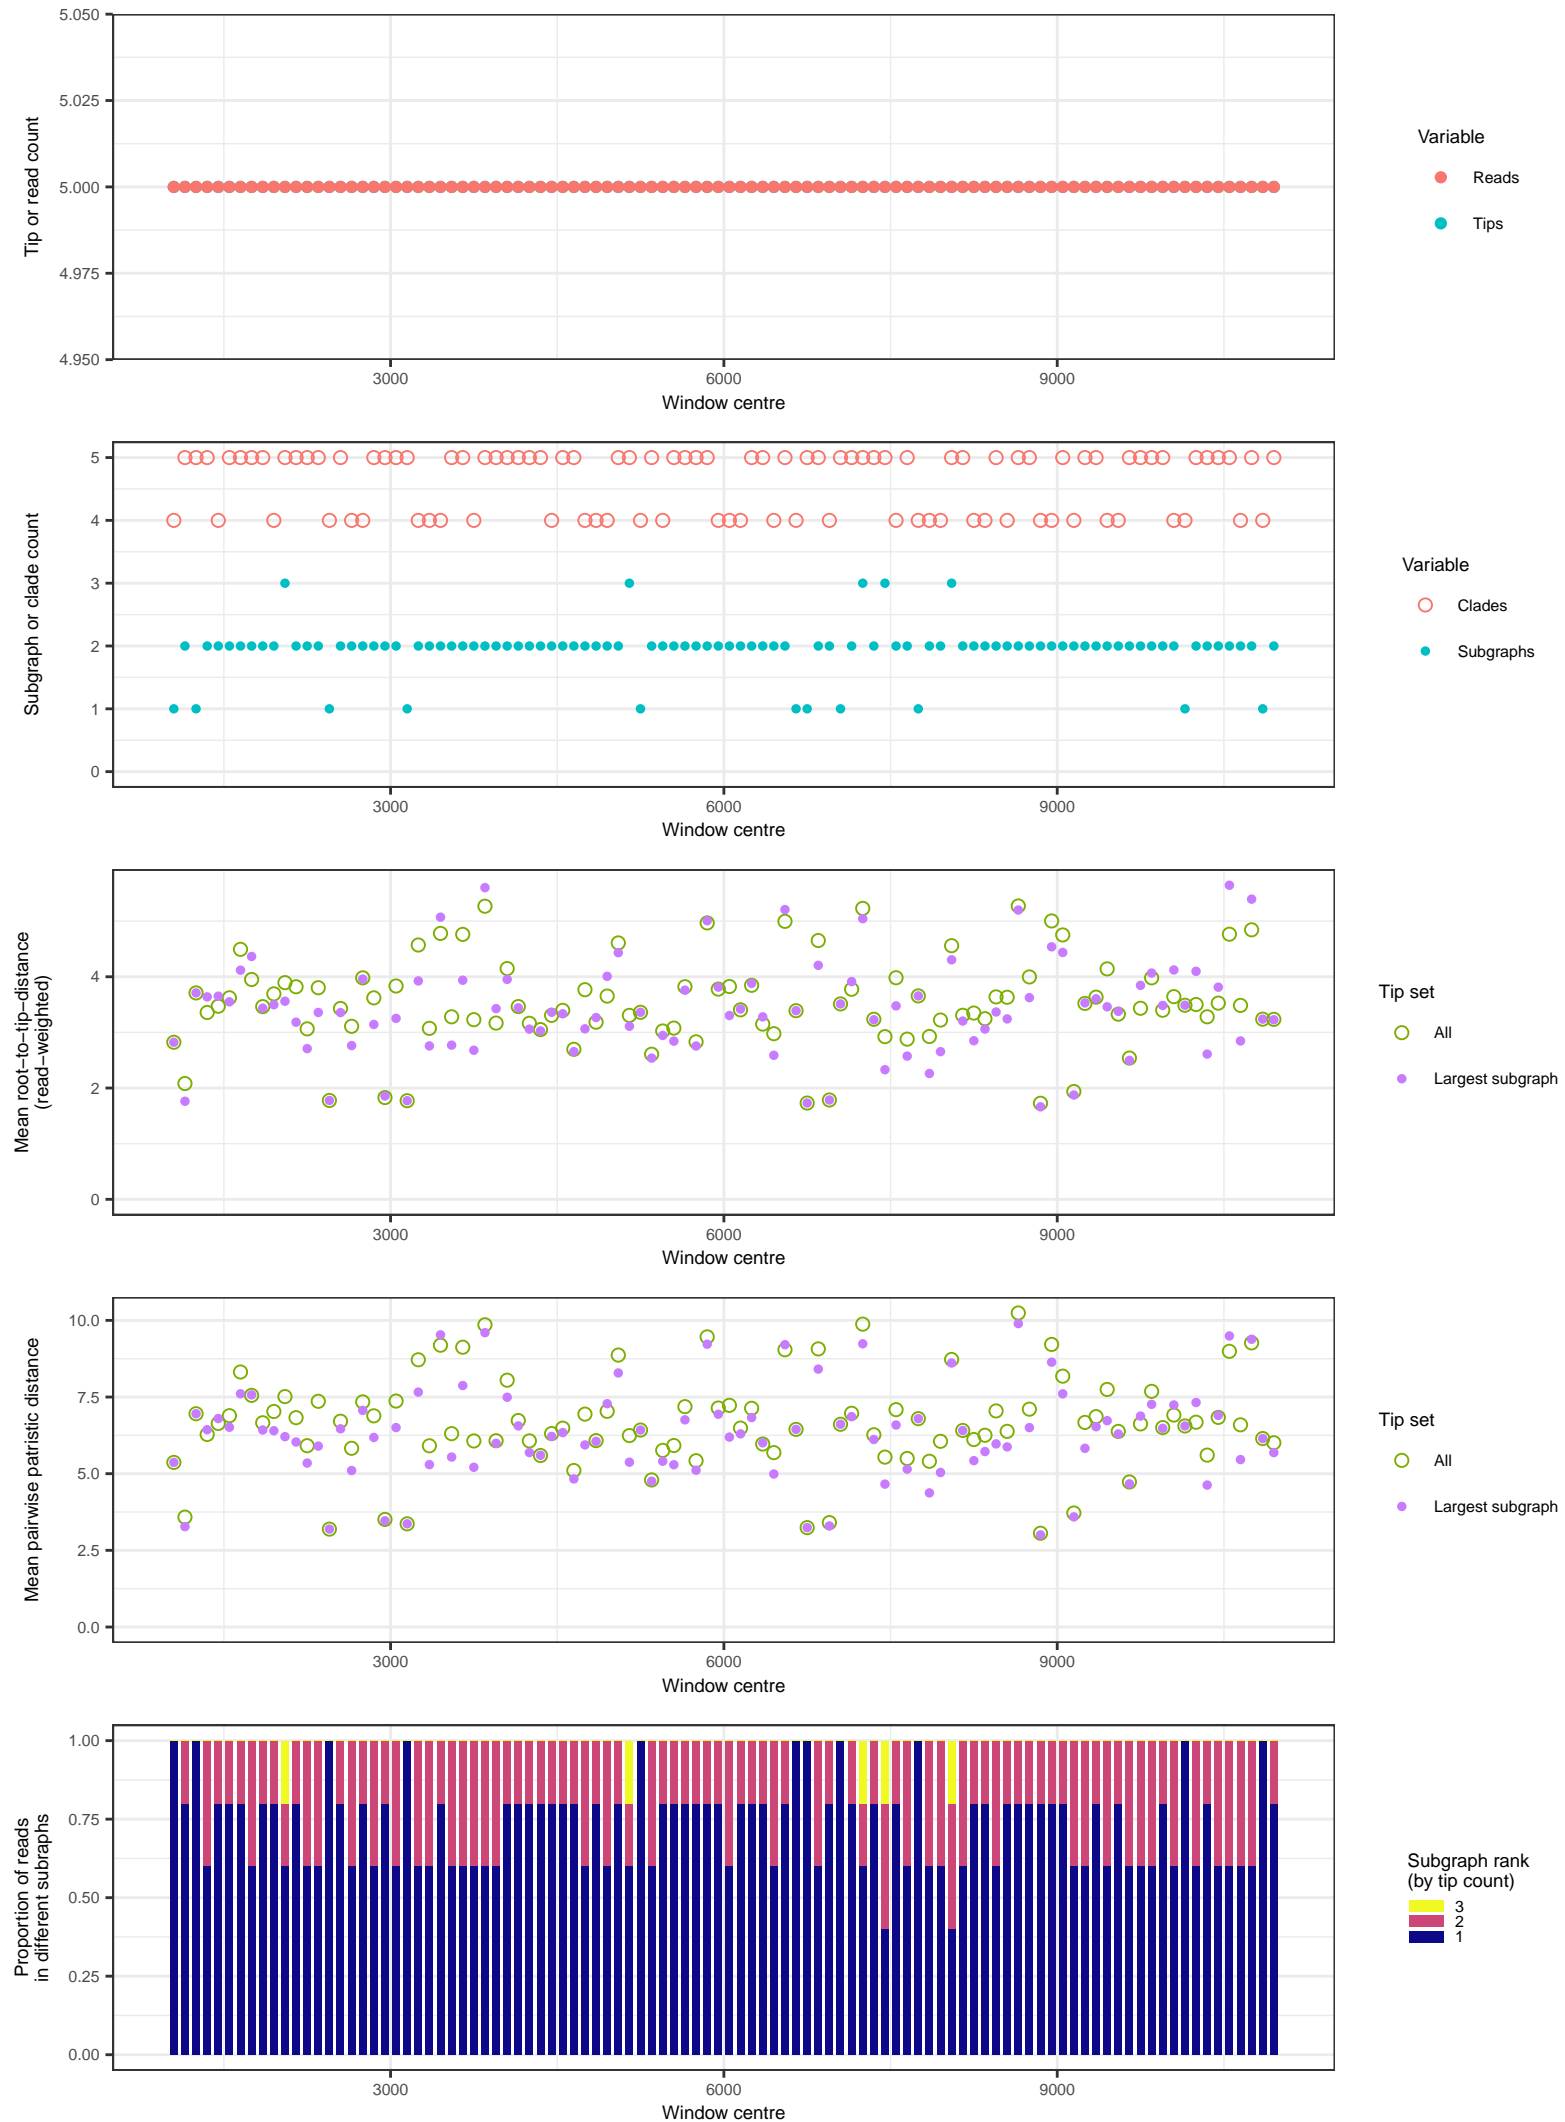 5.050
5.025
5.000
4.975
4.950
Tip or read count
3000 6000 9000
Window centre
Variable
Reads
Tips
5
4
3
2
1
0
Subgraph or clade count
3000 6000 9000
Window centre
Variable
Clades
Subgraphs
4
2
0
Mean root−to−tip−distance
(read−weighted)
3000 6000 9000
Window centre
Tip set
All
Largest subgraph
10.0
7.5
5.0
2.5
0.0
Mean pairwise patristic distance
3000 6000 9000
Window centre
Tip set
All
Largest subgraph
1.00
0.75
0.50
0.25
0.00
Proportion of reads
in different subraphs
3000 6000 9000
Window centre
Subgraph rank
(by tip count)
3
2
1